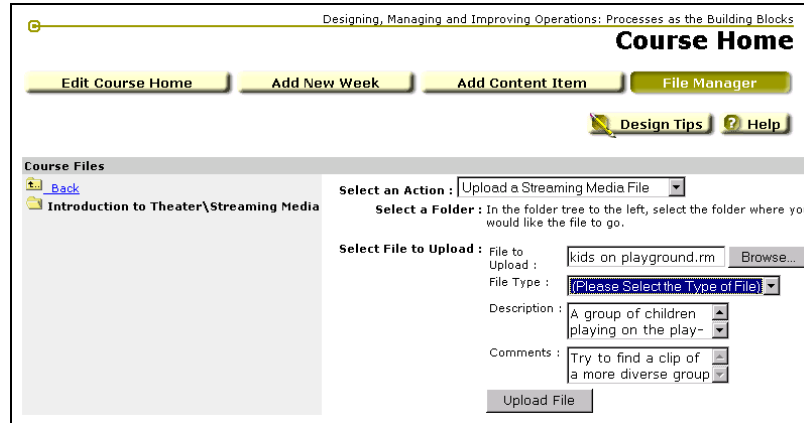 Designing, Managing and Improving Operations: Processes as the Building Blocks
Course Home
Edit Course Home
Add New Week
Add Content Item
File Manager
Design Tips
Help
Course Files
Back
Introduction to Theater\Streaming Media
Select an Action : Upload a Streaming Media File
Select a Folder : In the folder tree to the left, select the folder where
would like the file to go.
Select File to Upload : File to
Upload :
kids on playground.rm
Browse...
File Type : (Please Select the Type of File)
Description : A group of children
playing on the play-
Comments : Try to find a clip of
a more diverse group
Upload File